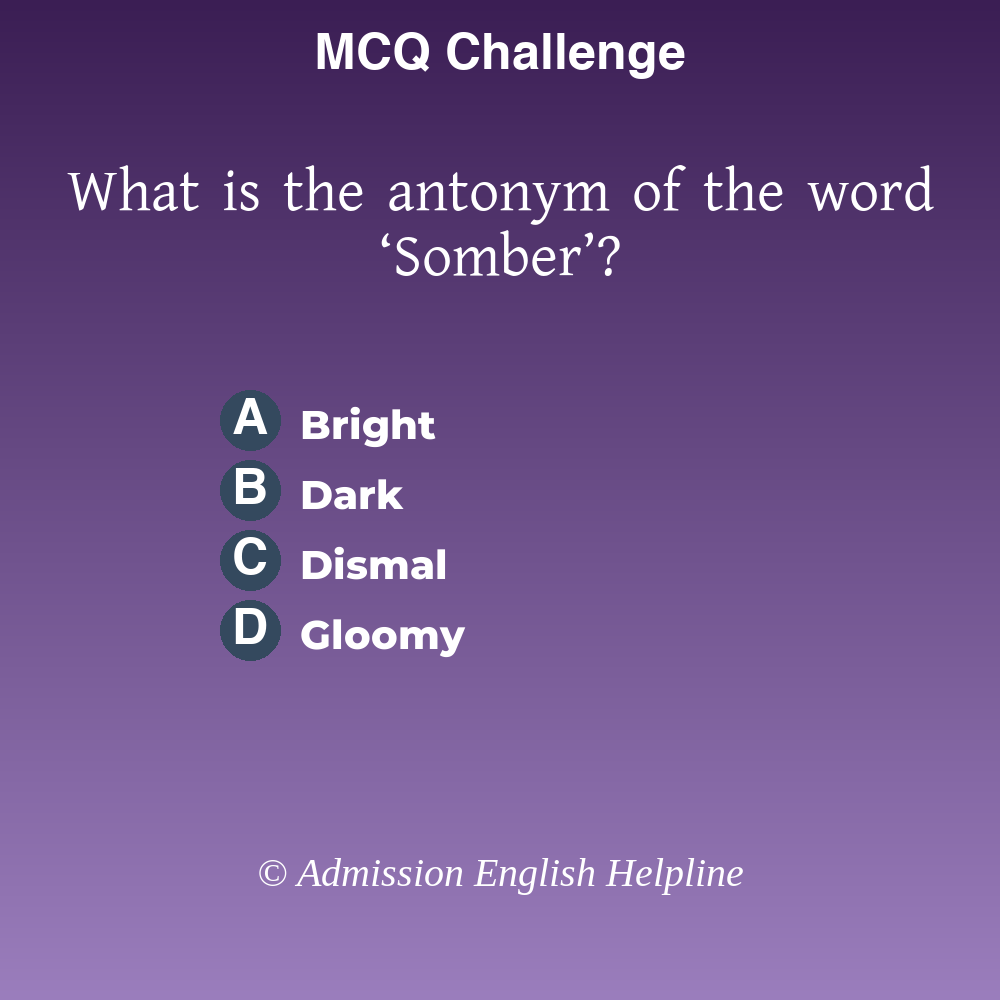 MCQ Challenge
What is the antonym of the word
‘Somber’?
A Bright
B Dark
C Dismal
D Gloomy
© Admission English Helpline